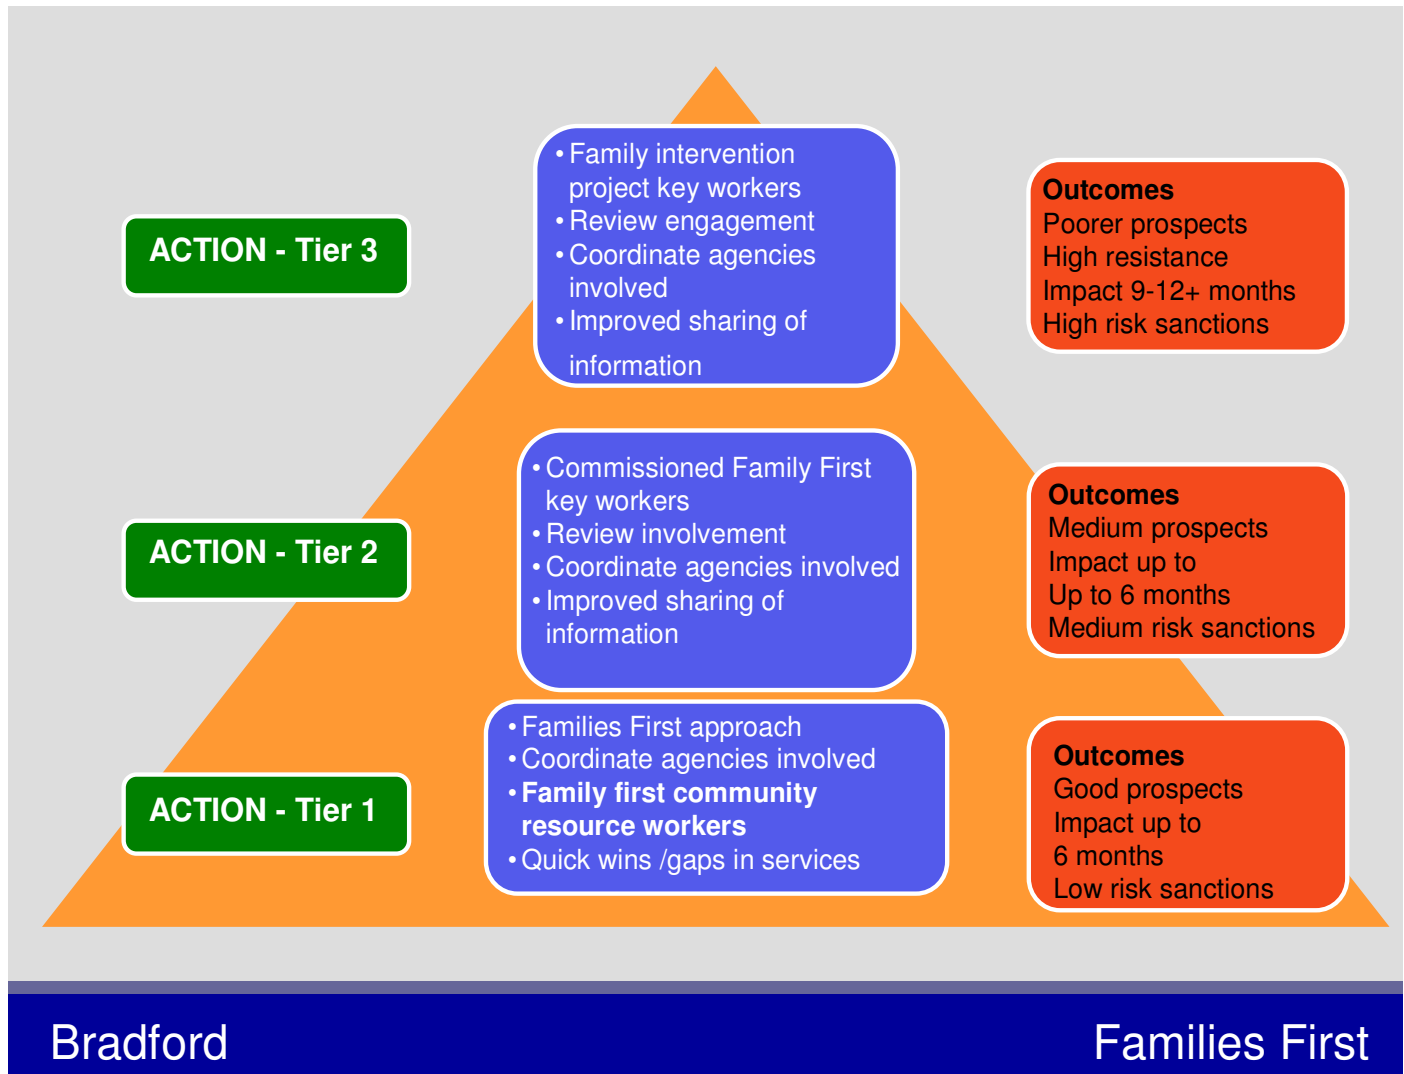 ACTION - Tier 3
• Family intervention
project key workers
• Review engagement
• Coordinate agencies
involved
• Improved sharing of
information
Outcomes
Poorer prospects
High resistance
Impact 9-12+ months
High risk sanctions
ACTION - Tier 2
• Commissioned Family First
key workers
• Review involvement
• Coordinate agencies involved
• Improved sharing of
information
Outcomes
Medium prospects
Impact up to
Up to 6 months
Medium risk sanctions
ACTION - Tier 1
• Families First approach
• Coordinate agencies involved
• Family first community
resource workers
• Quick wins /gaps in services
Outcomes
Good prospects
Impact up to
6 months
Low risk sanctions
Bradford
Families First